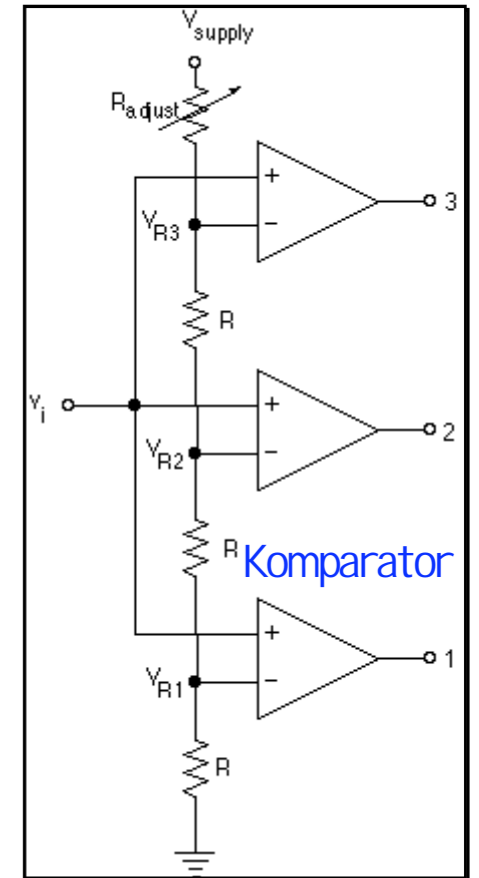 Vsupply
Radjust
+
3
VR3
−
R
Vi
+
2
VR2
−
R
Komparator
+
1
VR1
−
R